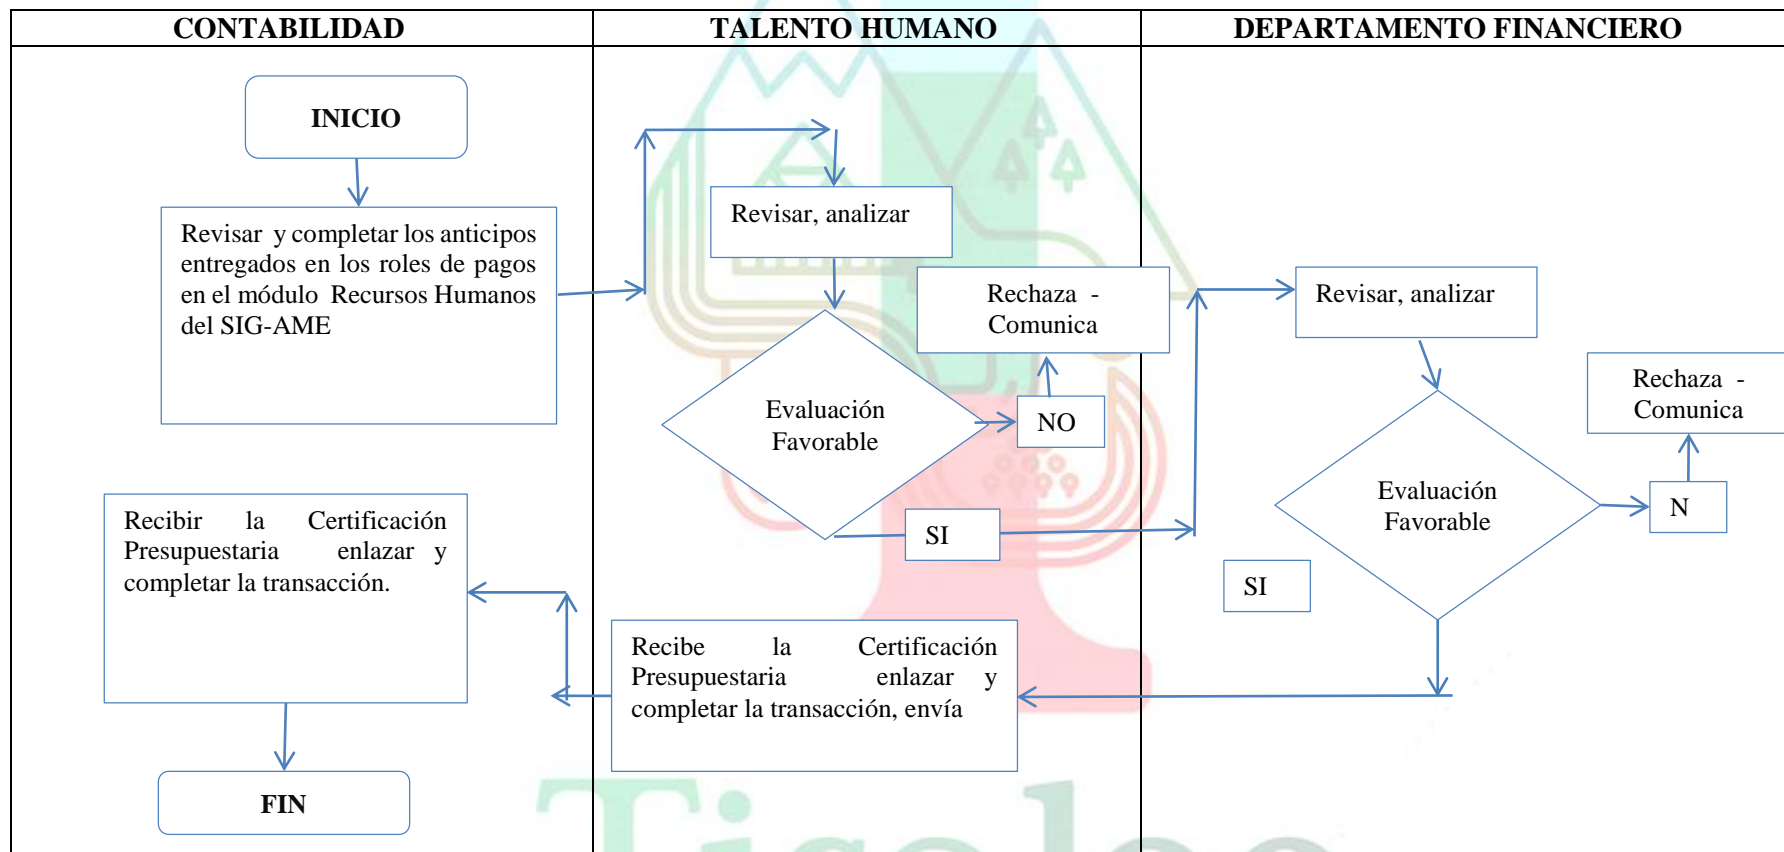 CONTABILIDAD
TALENTO HUMANO
DEPARTAMENTO FINANCIERO
INICIO
Revisar y completar los anticipos
entregados en los roles de pagos
en el módulo Recursos Humanos
del SIG-AME
Revisar, analizar
Evaluación
Favorable
NO
Rechaza -
Comunica
SI
Revisar, analizar
Evaluación
Favorable
N
Rechaza -
Comunica
SI
Recibe la Certificación
Presupuestaria enlazar y
completar la transacción, envía
Recibir la Certificación
Presupuestaria enlazar y
completar la transacción.
FIN